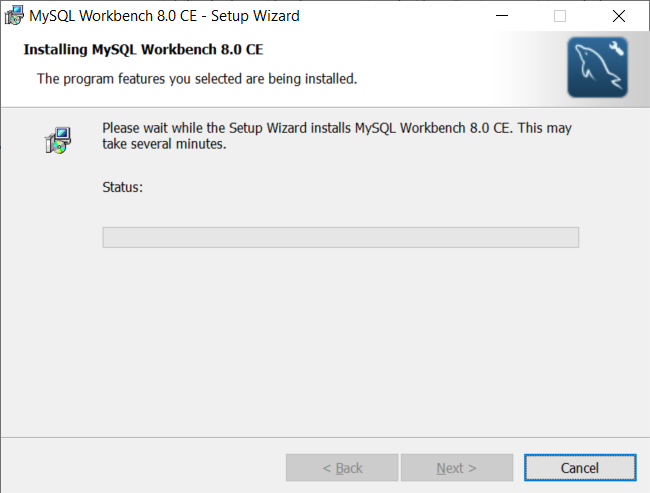 MySQL Workbench 8.0 CE - Setup Wizard
Installing MySQL Workbench 8.0 CE
The program features you selected are being installed.
Please wait while the Setup Wizard installs MySQL Workbench 8.0 CE. This may
take several minutes.
Status:
< Back
Next >
Cancel